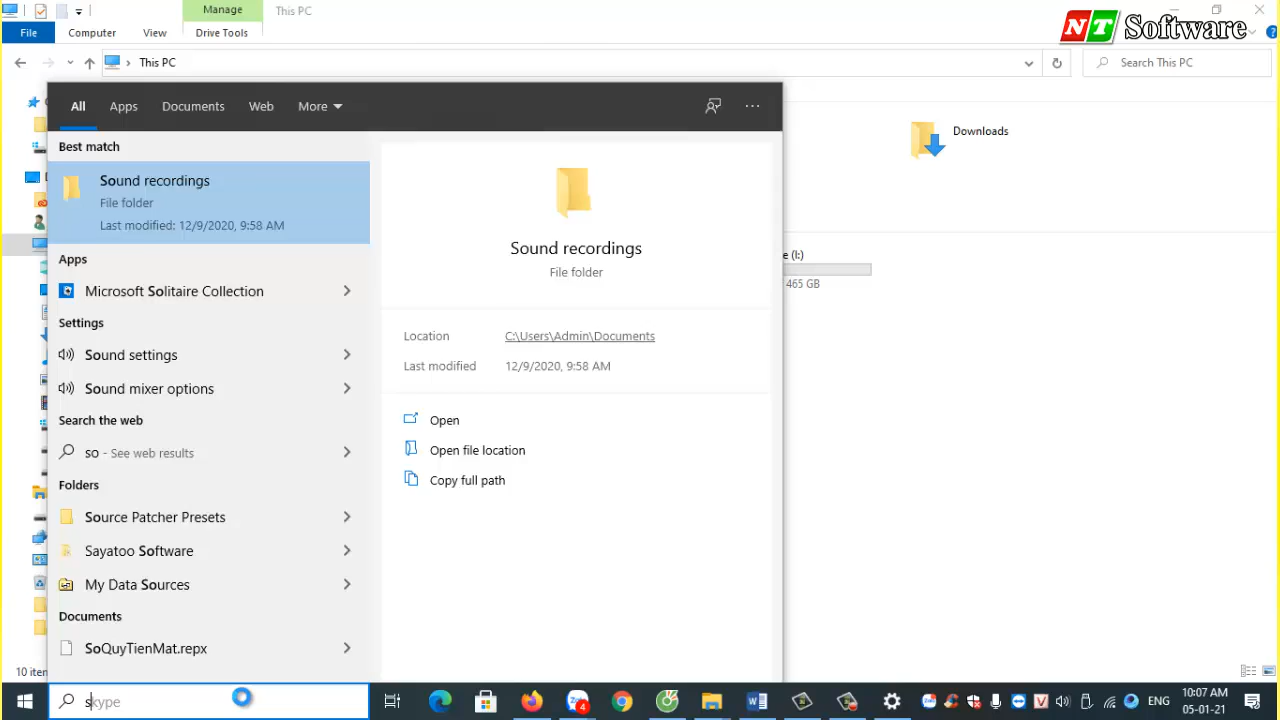 Manage
This PC
File
Computer
View
Drive Tools
NT Software
This PC
Search This PC
All
Apps
Documents
Web
More
Best match
Sound recordings
File folder
Last modified: 12/9/2020, 9:58 AM
Apps
Microsoft Solitaire Collection
Settings
Sound settings
Sound mixer options
Search the web
so - See web results
Folders
Source Patcher Presets
Sayatoo Software
My Data Sources
Documents
SoQuyTienMat.repx
Sound recordings
File folder
Location
C:\Users\Admin\Documents
Last modified
12/9/2020, 9:58 AM
Open
Open file location
Copy full path
Downloads
e (I:)
465 GB
10 iten
skype
4
ENG
10:07 AM
05-01-21